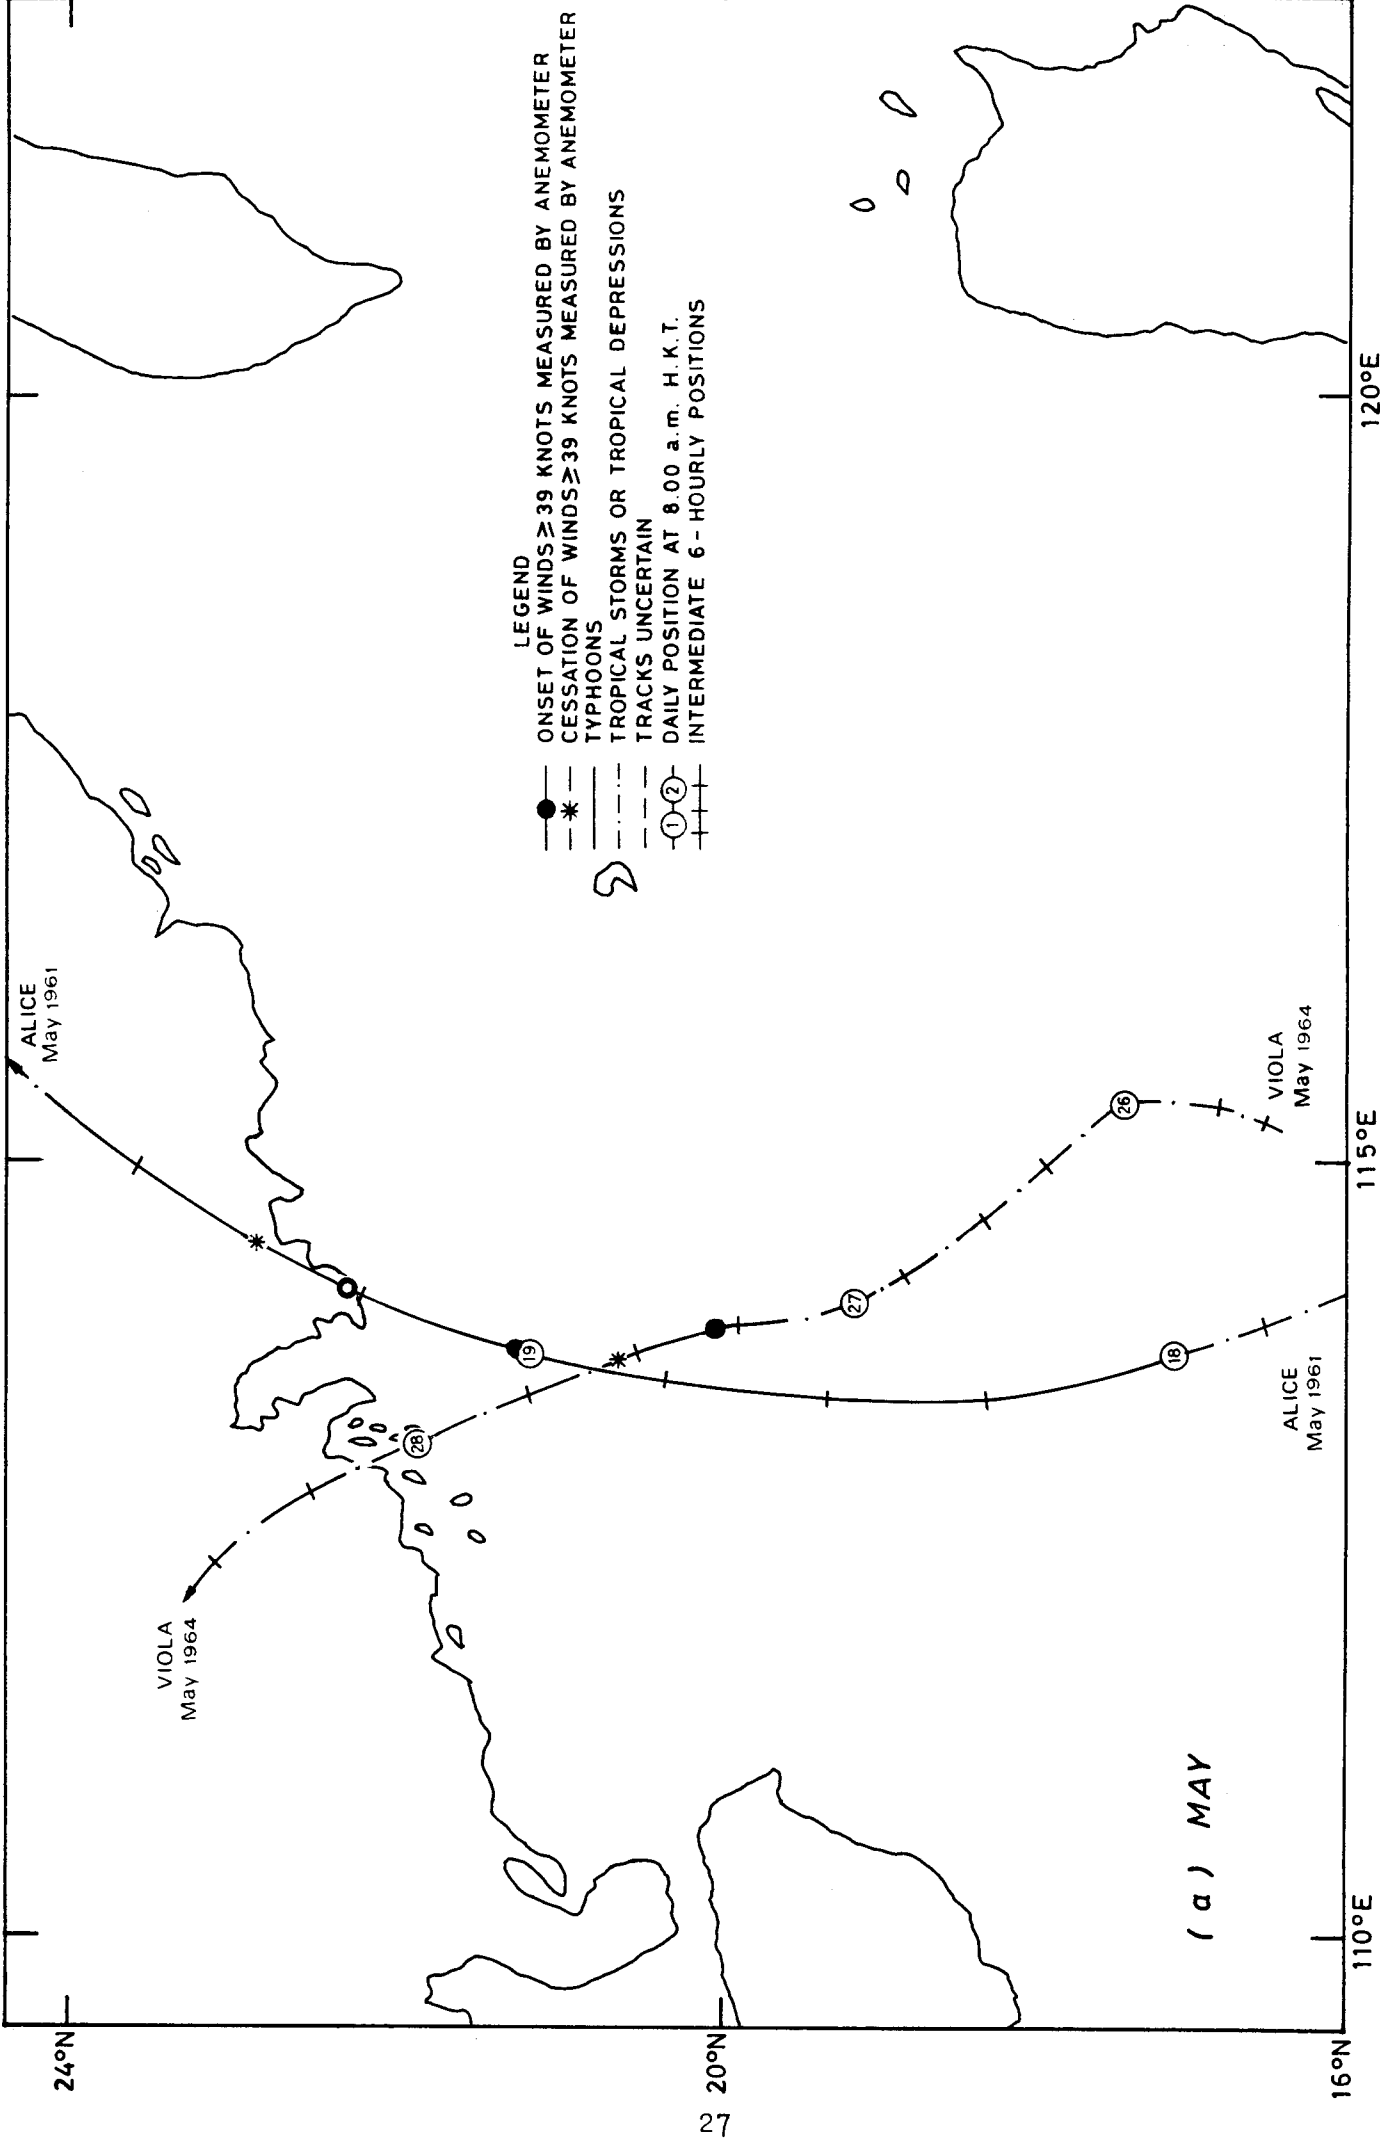 24°N
20°N
16°N
110°E
115°E
120°E
LEGEND
ONSET OF WINDS≥39 KNOTS MEASURED BY ANEMOMETER
CESSATION OF WINDS≥39 KNOTS MEASURED BY ANEMOMETER
TYPHOONS
TROPICAL STORMS OR TROPICAL DEPRESSIONS
TRACKS UNCERTAIN
1 2 DAILY POSITION AT 8.00 a.m. H.K.T.
INTERMEDIATE 6-HOURLY POSITIONS
ALICE
May 1961
VIOLA
May 1964
28
19
27
26
18
VIOLA
May 1964
ALICE
May 1961
(a) MAY
27